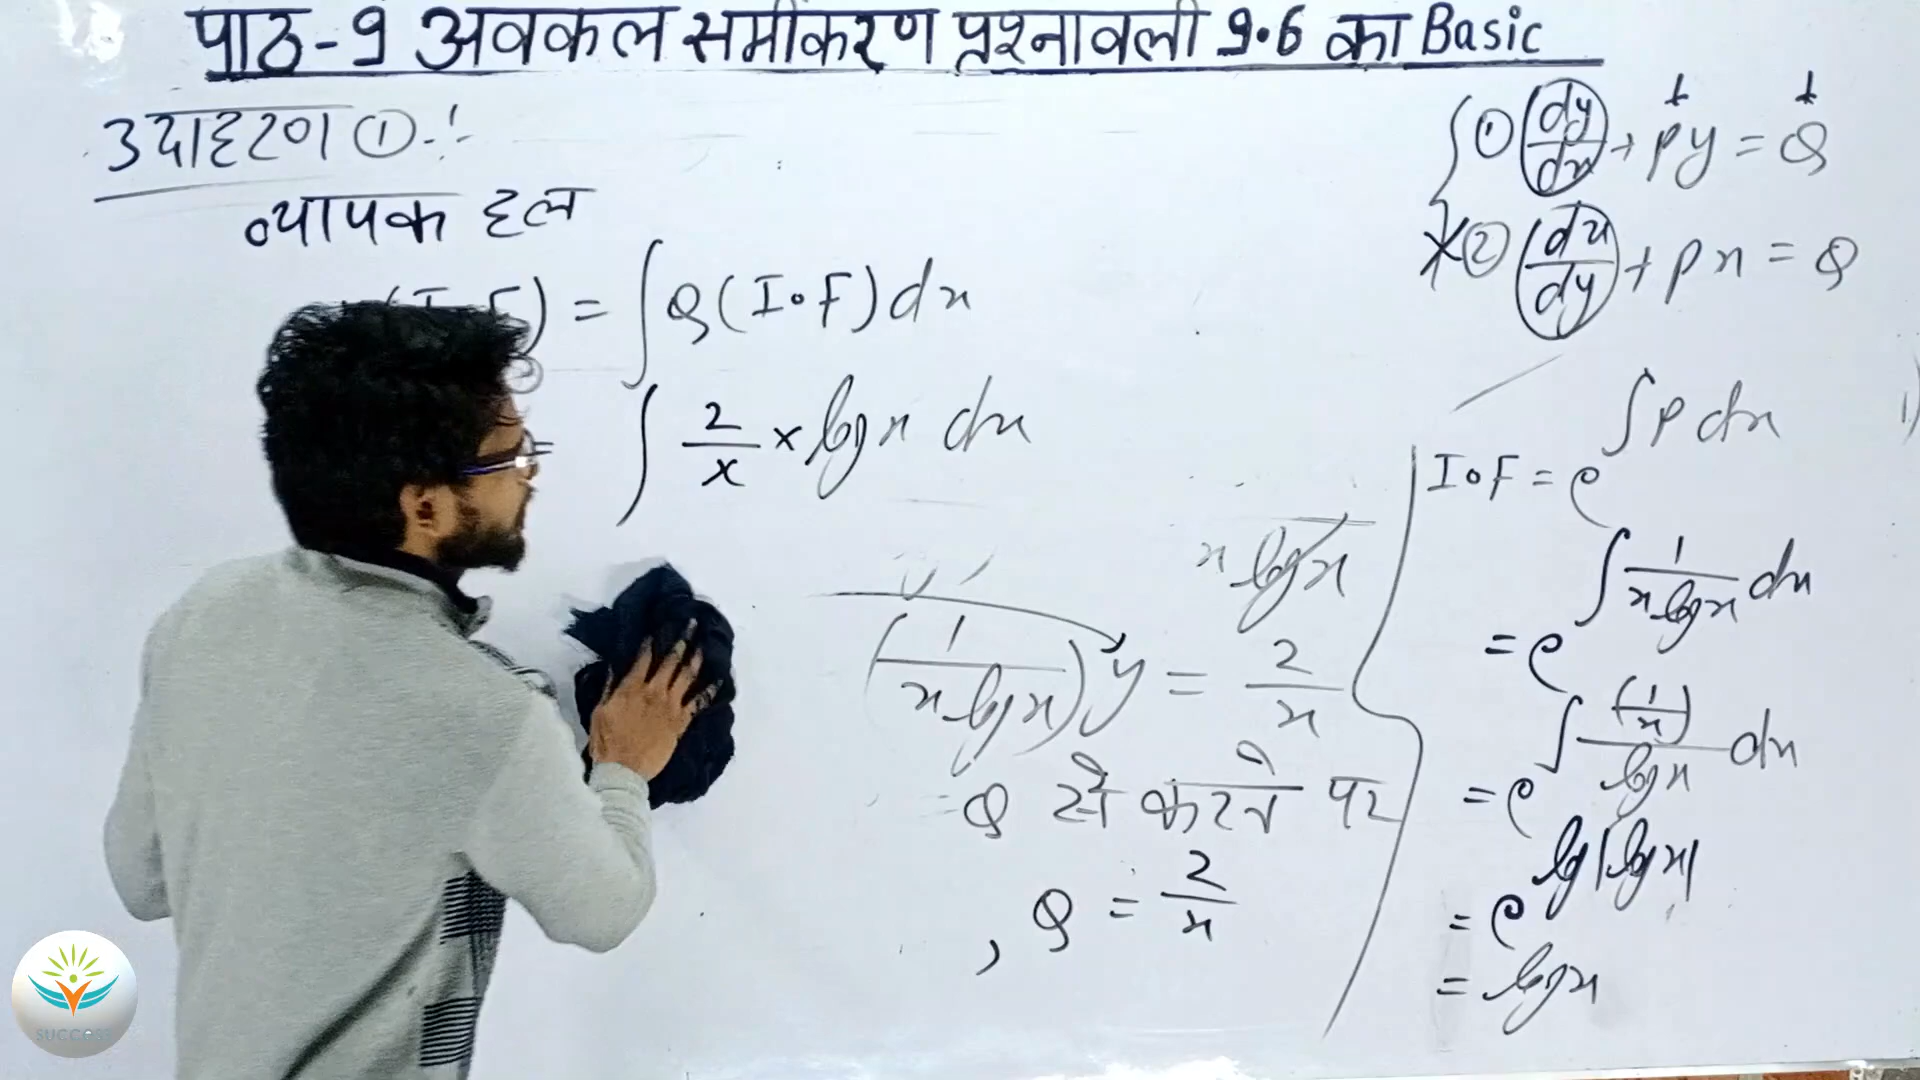 पाठ-9 अवकल समीकरण प्रश्नावली 9.6 का Basic
उदाहरण ① :-
व्यापक हल
(I.F) = ∫ Q (I.F) dx
= ∫ 2/x × log x dx
x log x
(1/(x log x)) y = 2/x
Q से करने पर
, Q = 2/x
① dy/dx + py = Q
② dx/dy + px = Q
I.F = e^∫P dx
= e^∫ 1/(x log x) dx
= e^∫ (1/x)/(log x) dx
= e^log|log x|
= log x
SUCCESS